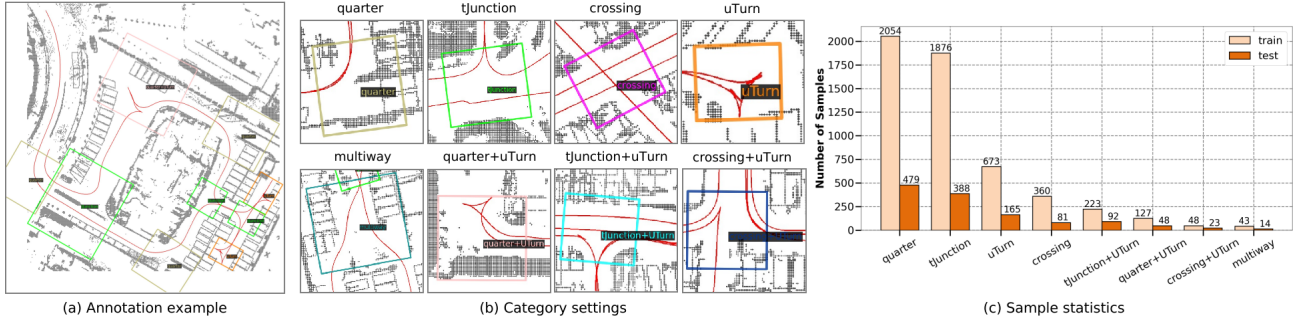 quarter
tJunction
crossing
uTurn
quarter
tJunction
crossing
uTurn
multiway
quarter+uTurn
tJunction+uTurn
crossing+uTurn
quarter+UTurn
tJunction+UTurn
(a) Annotation example
(b) Category settings
Number of Samples
2000
1750
1500
1250
1000
750
500
250
0
train
test
2054
479
1876
388
673
165
360
81
223
92
127
48
48
23
43
14
quarter
tJunction
uTurn
crossing
tJunction+UTurn
quarter+UTurn
crossing+UTurn
multiway
(c) Sample statistics